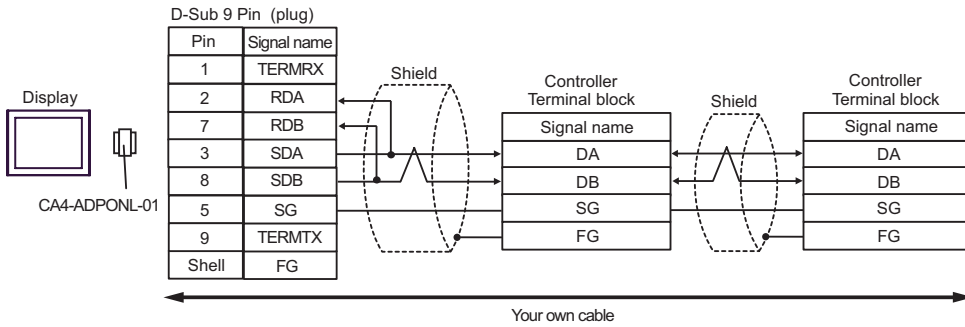 D-Sub 9 Pin (plug)
Pin Signal name
1 TERMRX
2 RDA
7 RDB
3 SDA
8 SDB
5 SG
9 TERMTX
Shell FG
Display
CA4-ADPONL-01
Shield
Controller
Terminal block
Signal name
DA
DB
SG
FG
Shield
Controller
Terminal block
Signal name
DA
DB
SG
FG
Your own cable